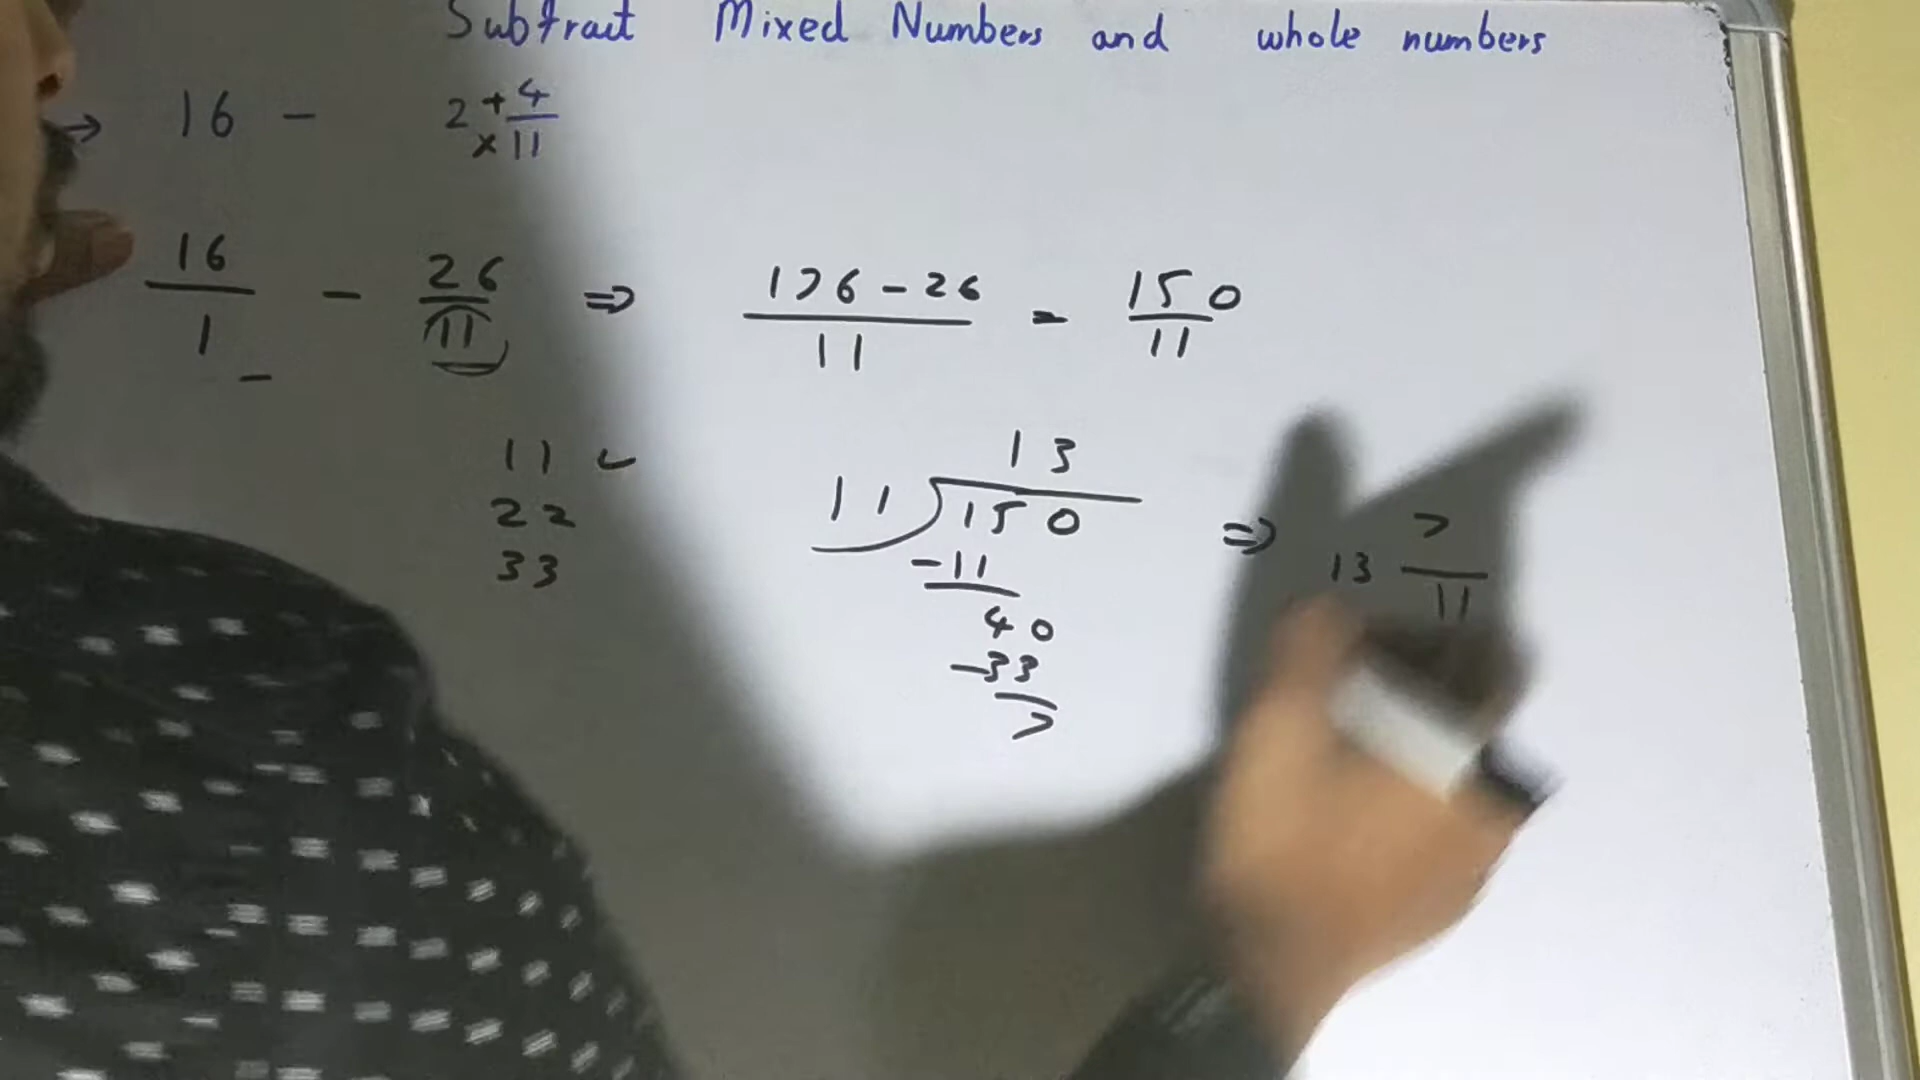 Subtract Mixed Numbers and whole numbers
⇒ 16 - 2 + 4/11 ×
16/1 - 26/11 ⇒ 176 - 26/11 = 150/11
11 ✓
22
33
13
11 ) 150
-11
40
-33
7
⇒ 13 7/11